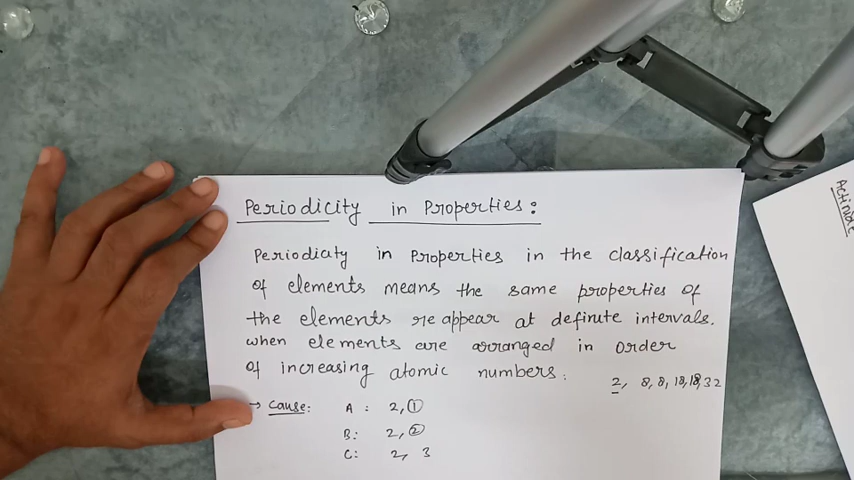 Periodicity in Properties:
Periodicity in Properties in the classification
of elements means the same properties of
the elements re appear at definite intervals.
when elements are arranged in order
of increasing atomic numbers:
2, 8, 8, 18, 18, 32
→ Cause: A: 2, 1
B: 2, 2
C: 2, 3
Actinide